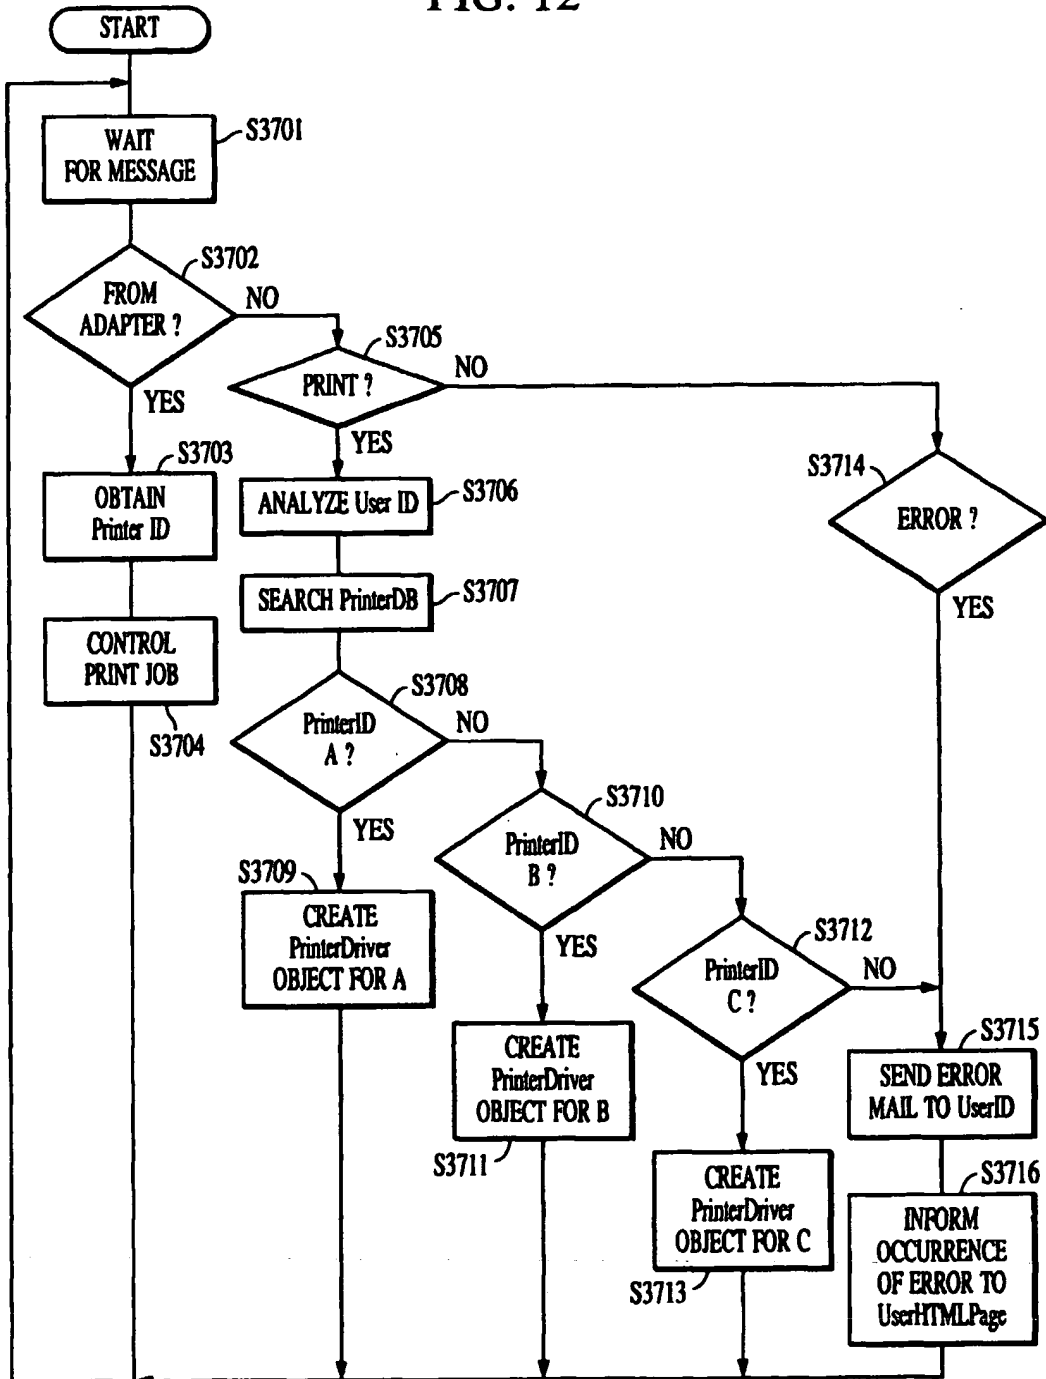 FIG. 12
START
WAIT
FOR MESSAGE
S3701
FROM
ADAPTER ?
S3702
NO
YES
S3703
OBTAIN
Printer ID
CONTROL
PRINT JOB
S3704
PRINT ?
S3705
NO
YES
ANALYZE User ID
S3706
SEARCH PrinterDB
S3707
PrinterID
A ?
S3708
NO
YES
S3709
CREATE
PrinterDriver
OBJECT FOR A
PrinterID
B ?
S3710
NO
YES
CREATE
PrinterDriver
OBJECT FOR B
S3711
PrinterID
C ?
S3712
NO
YES
CREATE
PrinterDriver
OBJECT FOR C
S3713
S3714
ERROR ?
YES
S3715
SEND ERROR
MAIL TO UserID
S3716
INFORM
OCCURRENCE
OF ERROR TO
UserHTMLPage